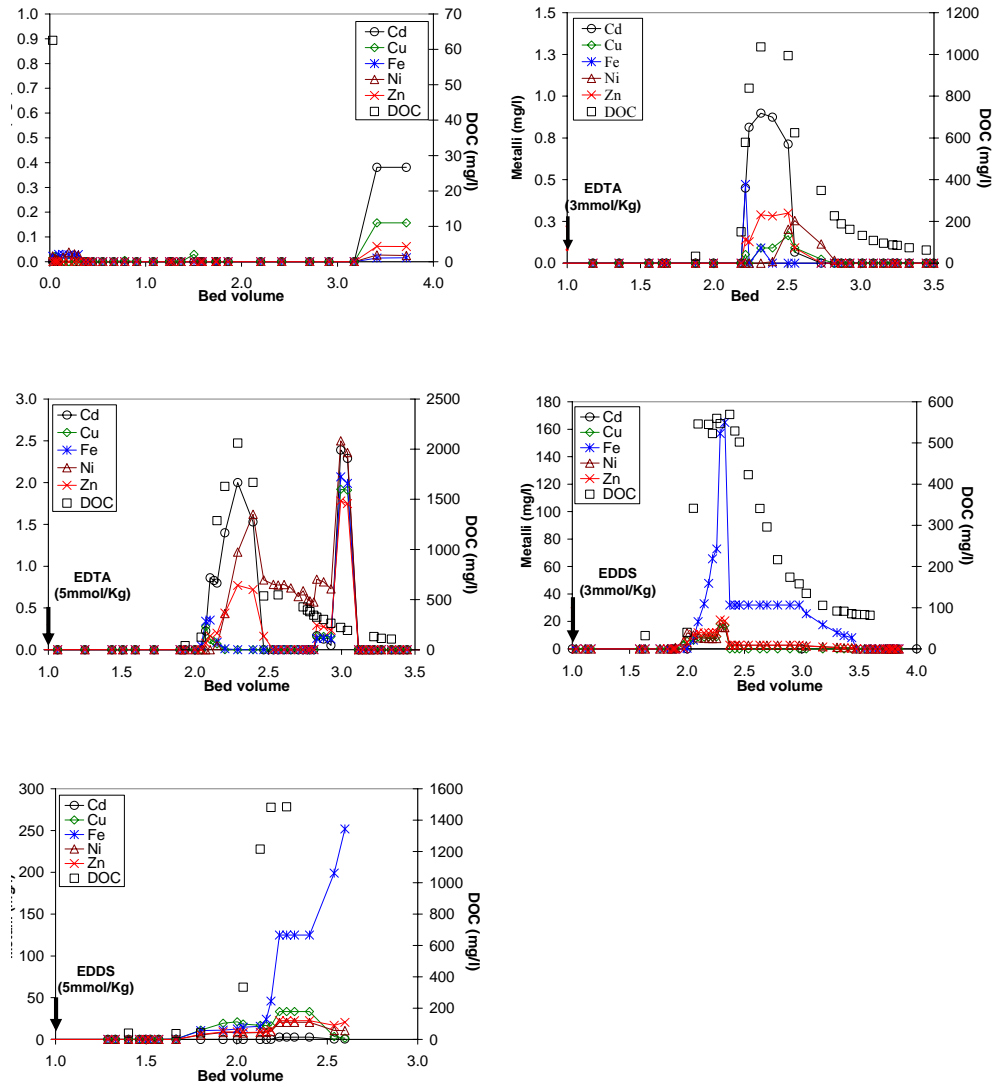 1.0
0.9
0.8
0.7
0.6
0.5
0.4
0.3
0.2
0.1
0.0
0.0 1.0 2.0 3.0 4.0
Bed volume
70
60
50
40
30
20
10
0
DOC (mg/l)
Cd
Cu
Fe
Ni
Zn
DOC
1.5
1.3
1.0
0.8
0.5
0.3
0.0
Metalli (mg/l)
1.0 1.5 2.0 2.5 3.0 3.5
Bed
1200
1000
800
600
400
200
0
DOC (mg/l)
Cd
Cu
Fe
Ni
Zn
DOC
EDTA
(3mmol/Kg)
3.0
2.5
2.0
1.5
1.0
0.5
0.0
1.0 1.5 2.0 2.5 3.0 3.5
Bed volume
2500
2000
1500
1000
500
0
DOC (mg/l)
Cd
Cu
Fe
Ni
Zn
DOC
EDTA
(5mmol/Kg)
180
160
140
120
100
80
60
40
20
0
Metalli (mg/l)
1.0 1.5 2.0 2.5 3.0 3.5 4.0
Bed volume
600
500
400
300
200
100
0
DOC (mg/l)
Cd
Cu
Fe
Ni
Zn
DOC
EDDS
(3mmol/Kg)
300
250
200
150
100
50
0
1.0 1.5 2.0 2.5 3.0
Bed volume
1600
1400
1200
1000
800
600
400
200
0
DOC (mg/l)
Cd
Cu
Fe
Ni
Zn
DOC
EDDS
(5mmol/Kg)